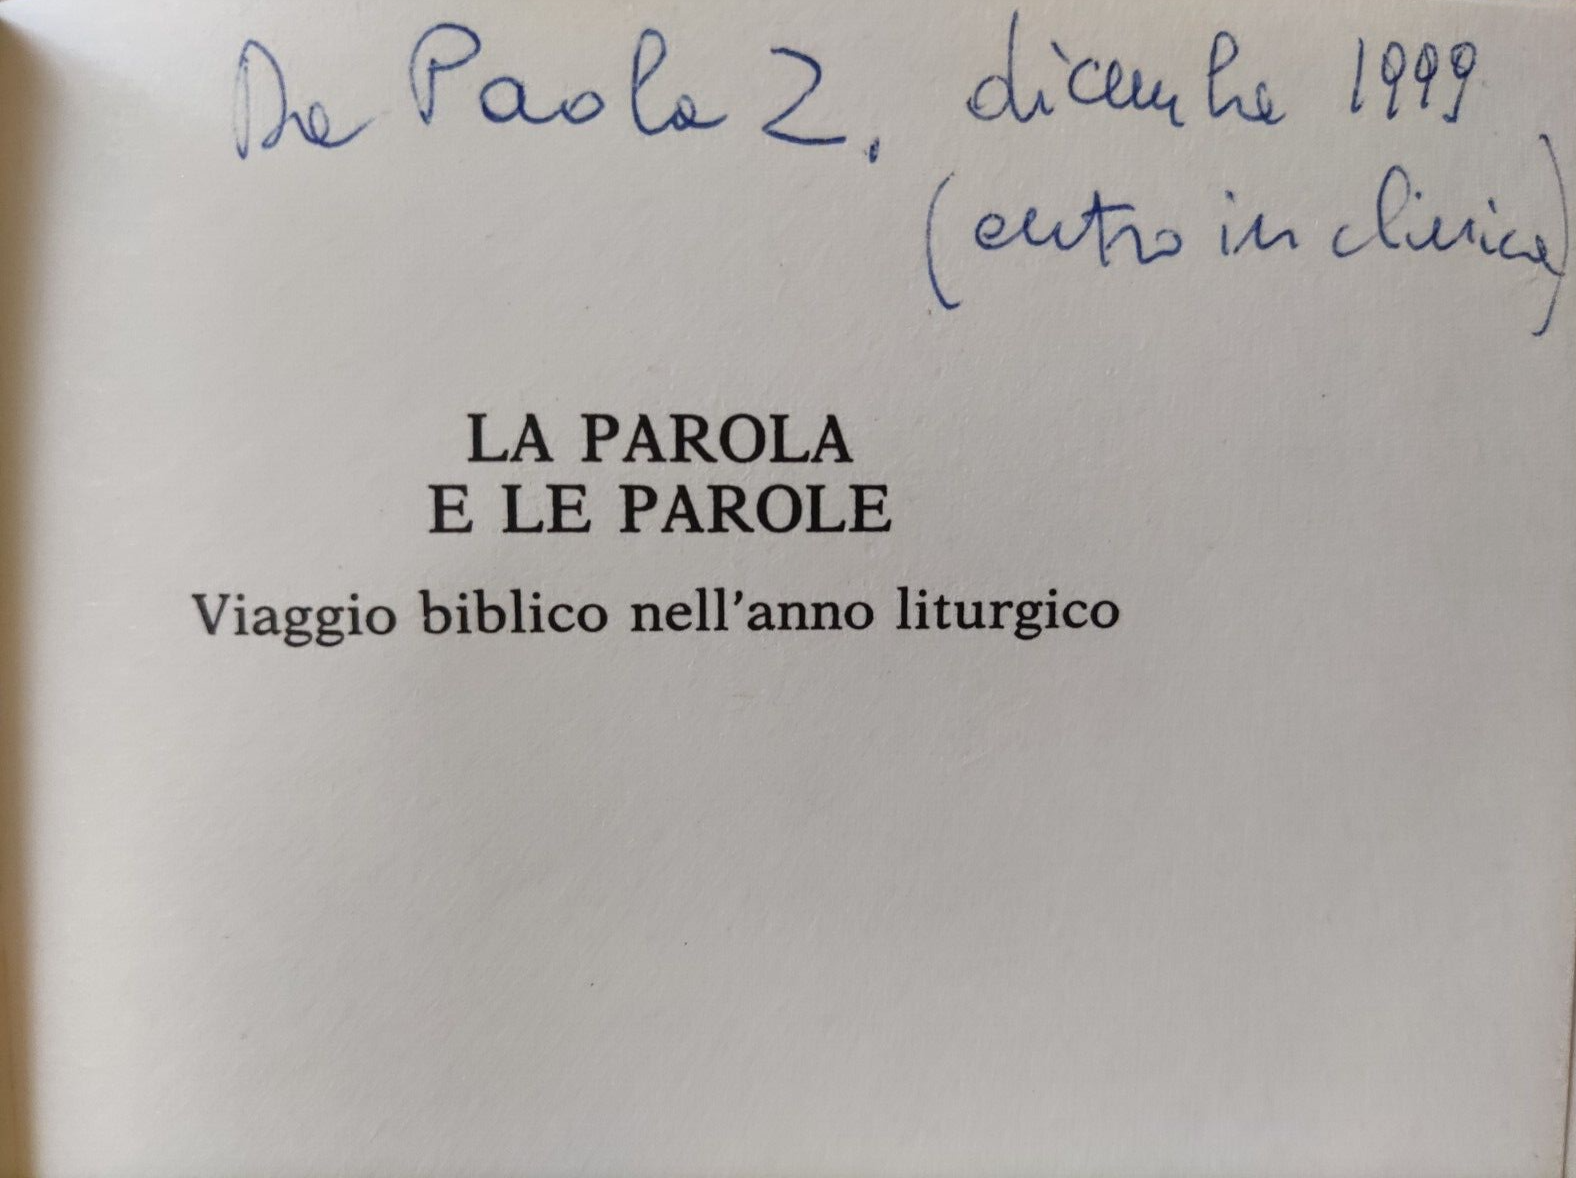 Da Paola Z. dicembre 1999
(entro in clinica)
LA PAROLA
E LE PAROLE
Viaggio biblico nell'anno liturgico